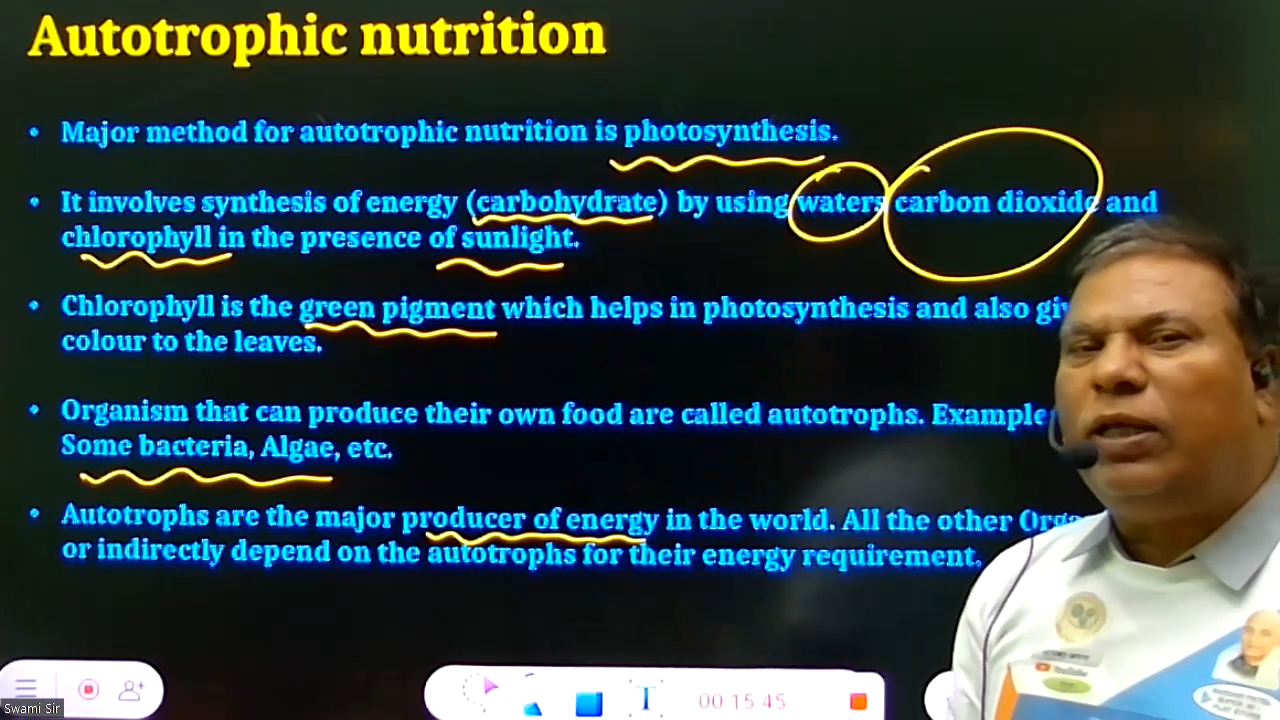 Autotrophic nutrition
• Major method for autotrophic nutrition is photosynthesis.
• It involves synthesis of energy (carbohydrate) by using waters carbon dioxide and
chlorophyll in the presence of sunlight.
• Chlorophyll is the green pigment which helps in photosynthesis and also
colour to the leaves.
• Organism that can produce their own food are called autotrophs. Example
Some bacteria, Algae, etc.
• Autotrophs are the major producer of energy in the world. All the other
or indirectly depend on the autotrophs for their energy requirement.
T 00 15 45
Swami Sir
YouTube